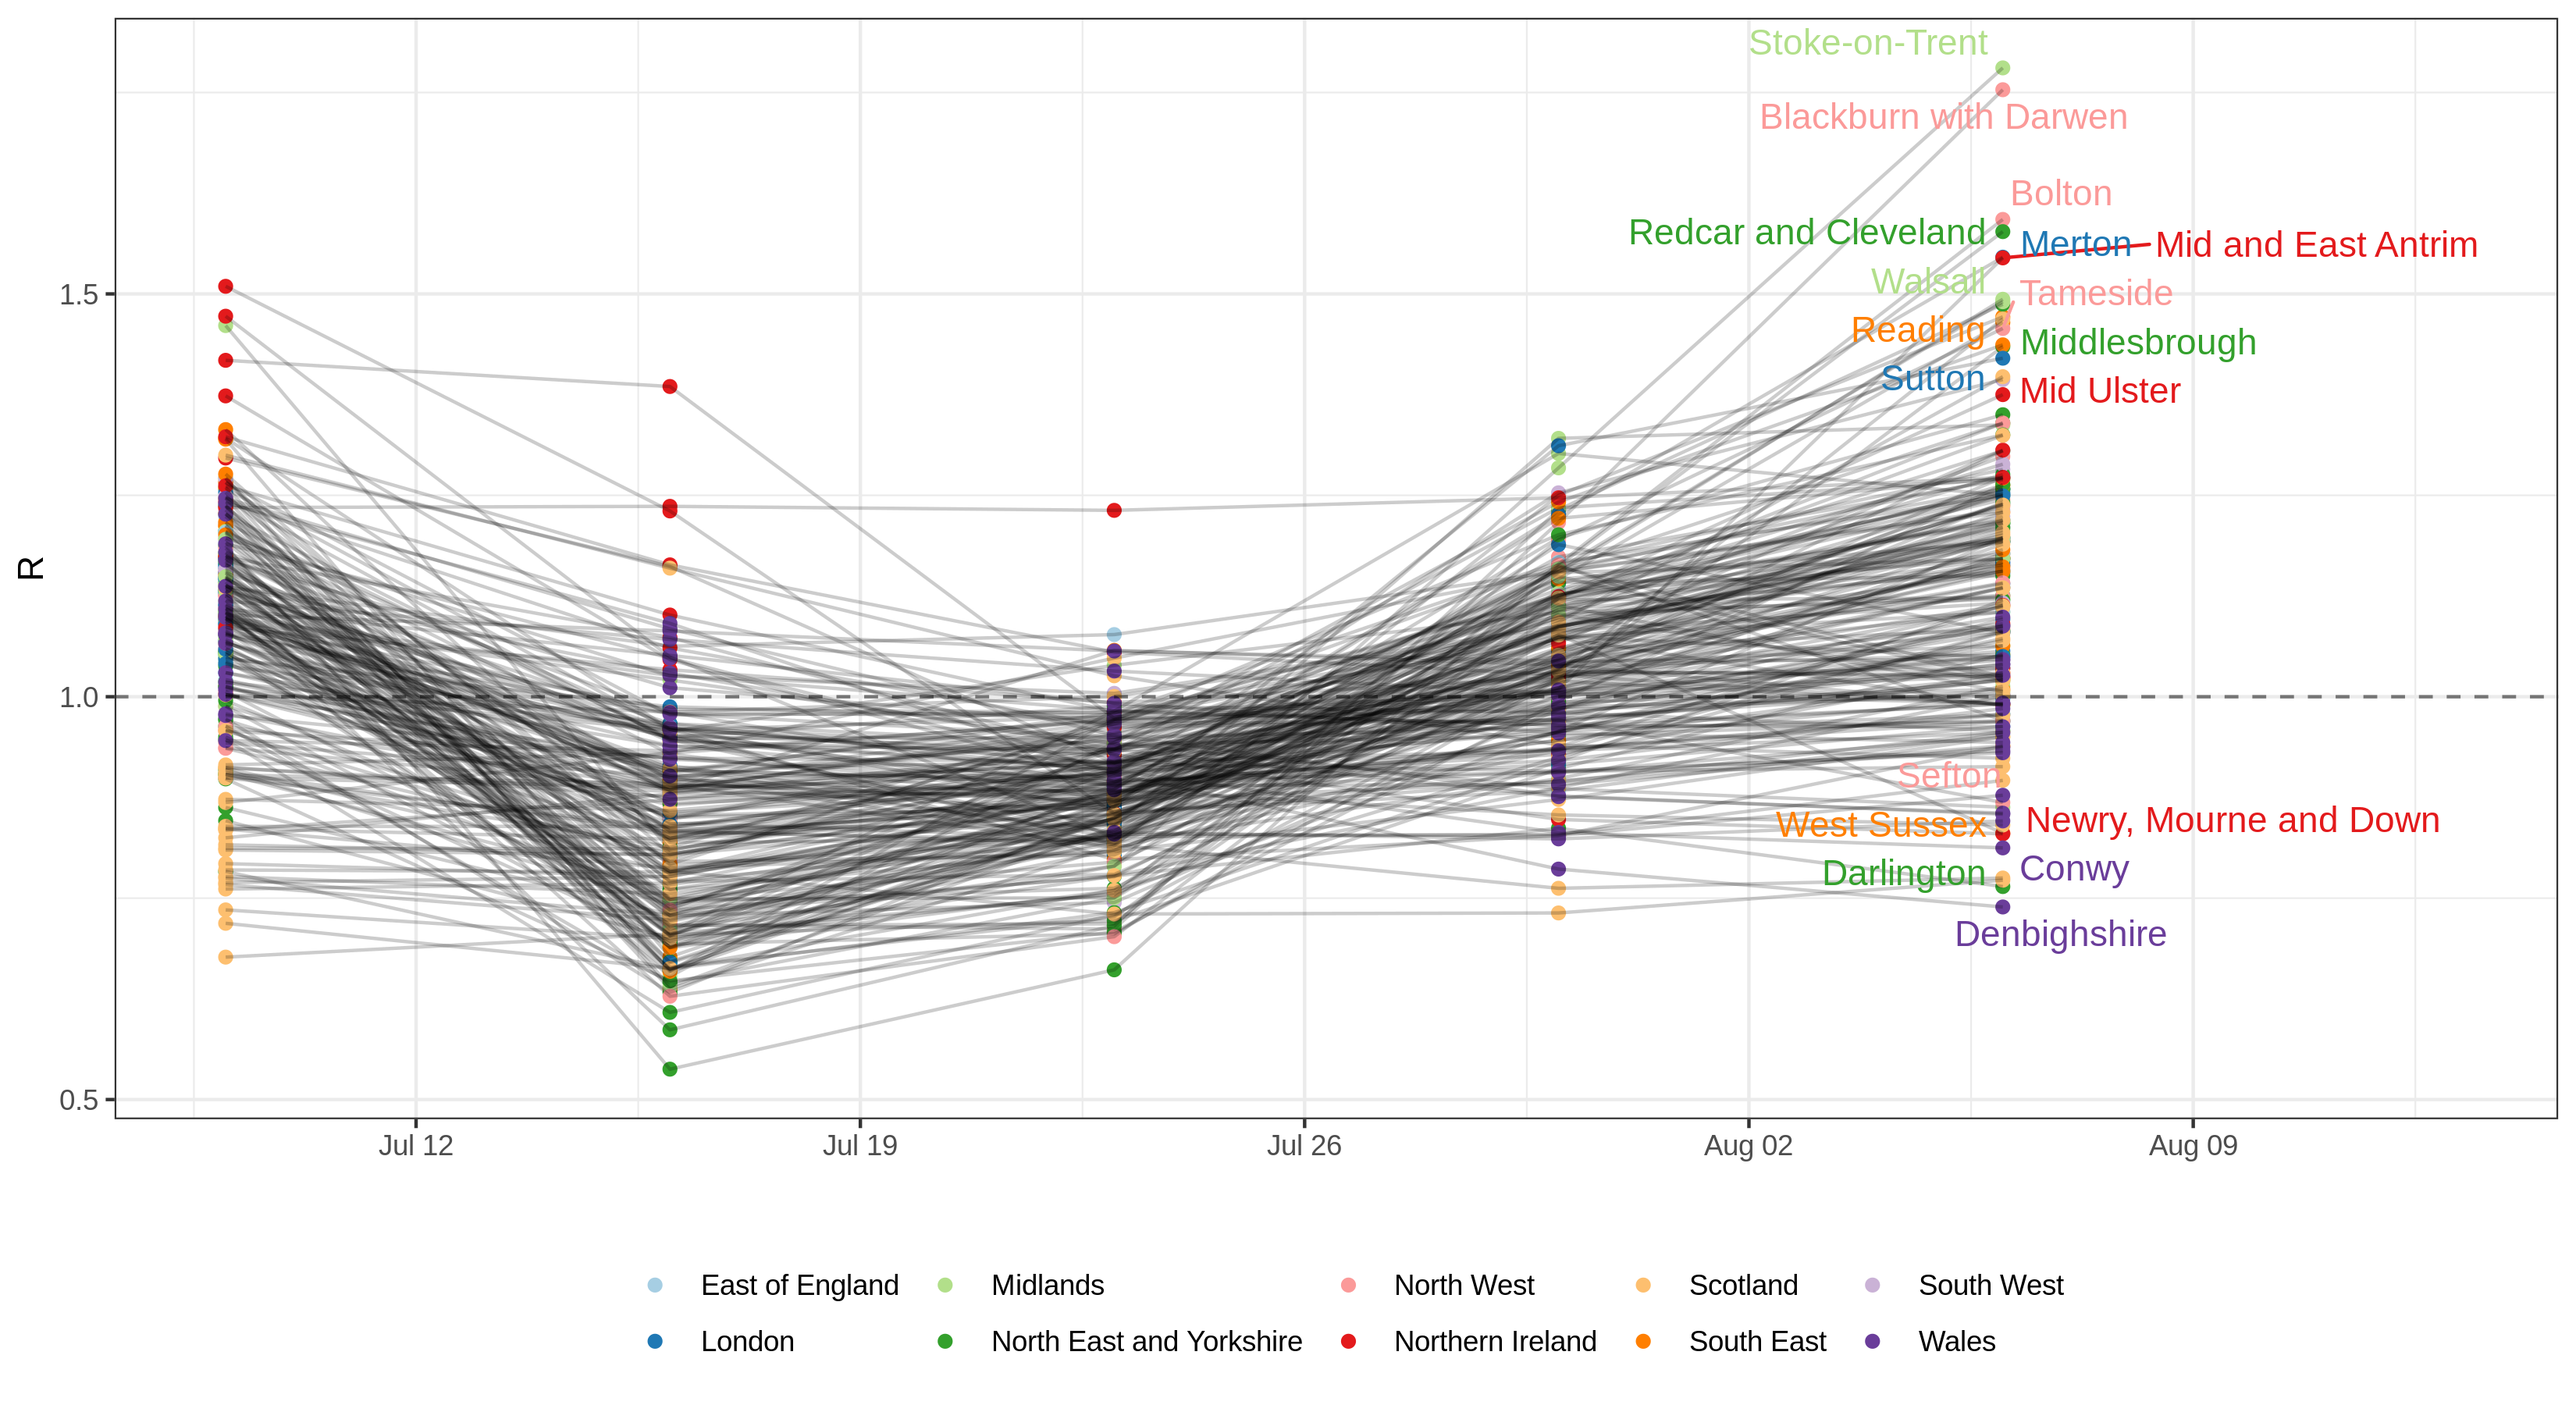 Stoke-on-Trent
Blackburn with Darwen
Bolton
Redcar and Cleveland
Merton
Mid and East Antrim
Walsall
Tameside
Reading
Middlesbrough
Sutton
Mid Ulster
Sefton
West Sussex
Newry, Mourne and Down
Darlington
Conwy
Denbighshire
R
1.5
1.0
0.5
Jul 12
Jul 19
Jul 26
Aug 02
Aug 09
East of England
Midlands
North West
Scotland
South West
London
North East and Yorkshire
Northern Ireland
South East
Wales